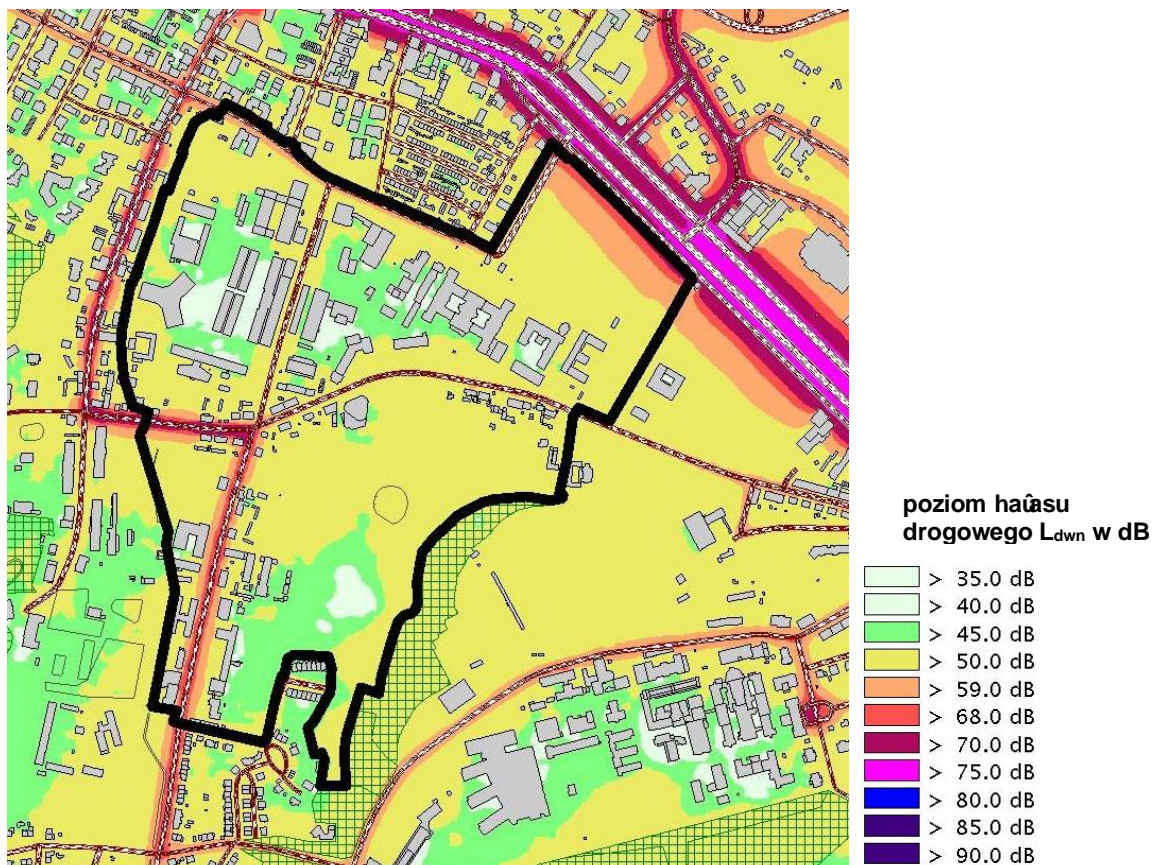 poziom haûasu
drogowego Ldwn w dB
> 35.0 dB
> 40.0 dB
> 45.0 dB
> 50.0 dB
> 59.0 dB
> 68.0 dB
> 70.0 dB
> 75.0 dB
> 80.0 dB
> 85.0 dB
> 90.0 dB